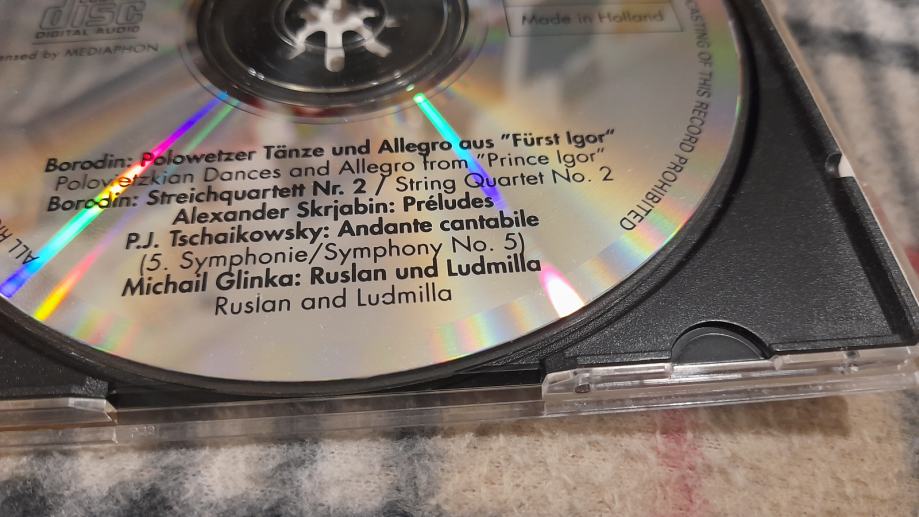 disc
DIGITAL AUDIO
by MEDIAPHON
Made in Holland
Borodin: Polowetzer Tänze und Allegro aus "Fürst Igor"
Polovetzkian Dances and Allegro from "Prince Igor"
Borodin: Streichquartett Nr. 2 / String Quartet No. 2
Alexander Skrjabin: Préludes
P.J. Tschaikowsky: Andante cantabile
(5. Symphonie/Symphony No. 5)
Michail Glinka: Ruslan und Ludmilla
Ruslan and Ludmilla
OF THIS RECORD PROHIBITED
ALL